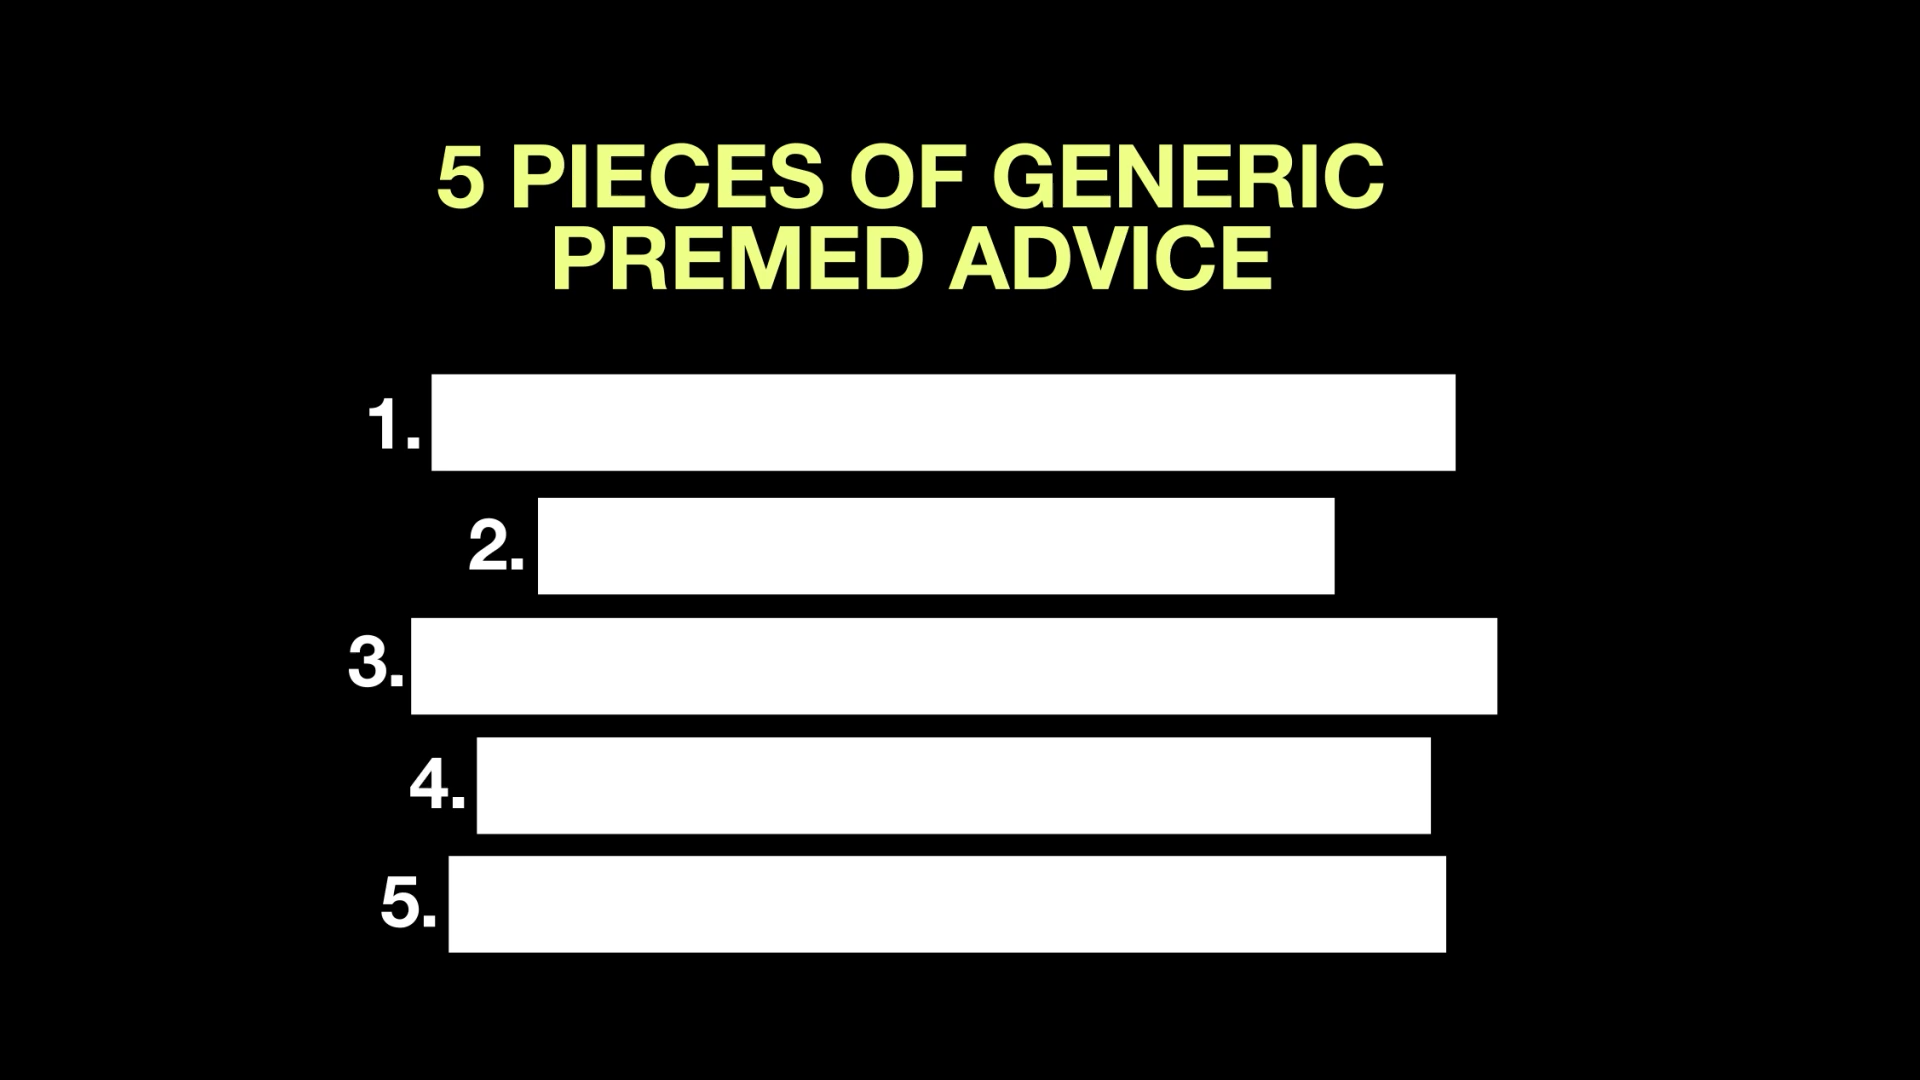 5 PIECES OF GENERIC
PREMED ADVICE
1.
2.
3.
4.
5.